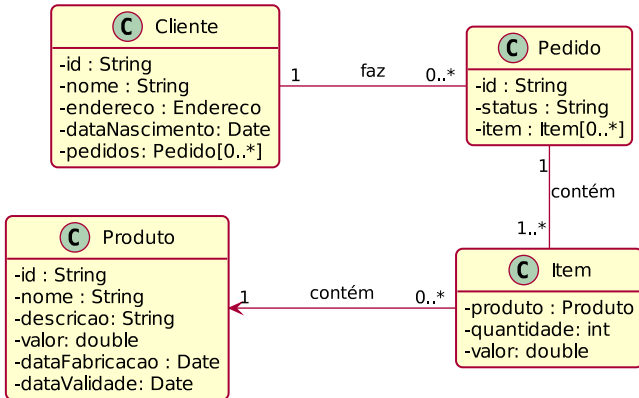 C Cliente
-id : String
-nome : String
-endereco : Endereco
-dataNascimento: Date
-pedidos: Pedido[0..*]
1 faz 0..*
C Pedido
-id : String
-status : String
-item : Item[0..*]
1
contém
1..*
C Produto
-id : String
-nome : String
-descricao: String
-valor: double
-dataFabricacao : Date
-dataValidade: Date
1 contém 0..*
C Item
-produto : Produto
-quantidade: int
-valor: double